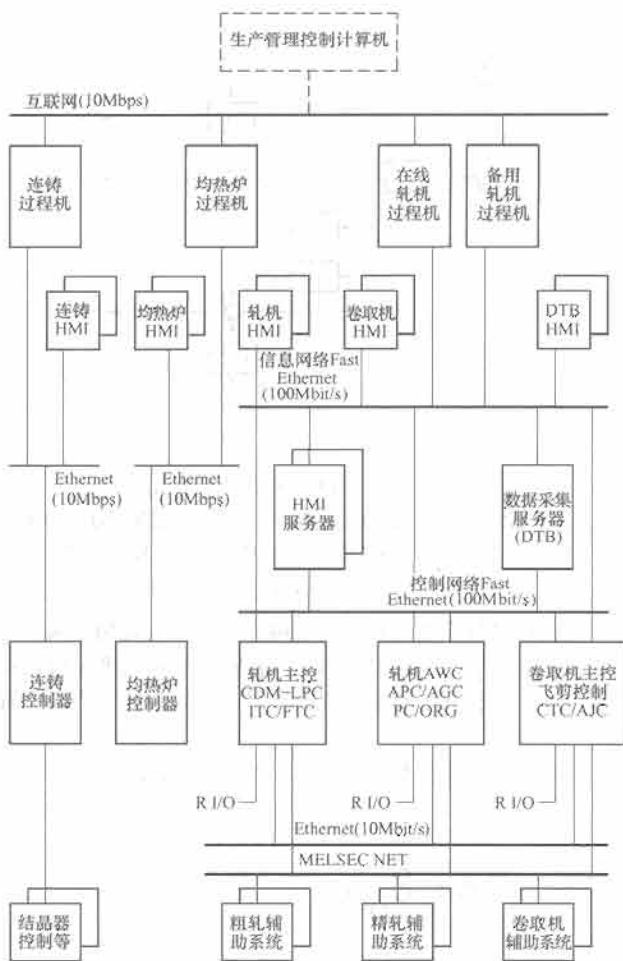 生产管理控制计算机
互联网(10Mbps)
连铸
过程机
均热炉
过程机
在线
轧机
过程机
备用
轧机
过程机
连铸
HMI
均热炉
HMI
轧机
HMI
卷取机
HMI
DTB
HMI
信息网络Fast
Ethernet
(100Mbit/s)
Ethernet
(10Mbps)
Ethernet
(10Mbps)
HMI
服务器
数据采集
服务器
(DTB)
控制网络Fast
Ethernet(100Mbit/s)
连铸
控制器
均热炉
控制器
轧机主控
CDM-LPC
ITC/FTC
轧机AWC
APC/AGC
PC/ORG
卷取机主控
飞剪控制
CTC/AJC
R I/O
R I/O
R I/O
Ethernet(10Mbit/s)
MELSEC NET
结晶器
控制等
粗轧辅
助系统
精轧辅
助系统
卷取机
辅助系统